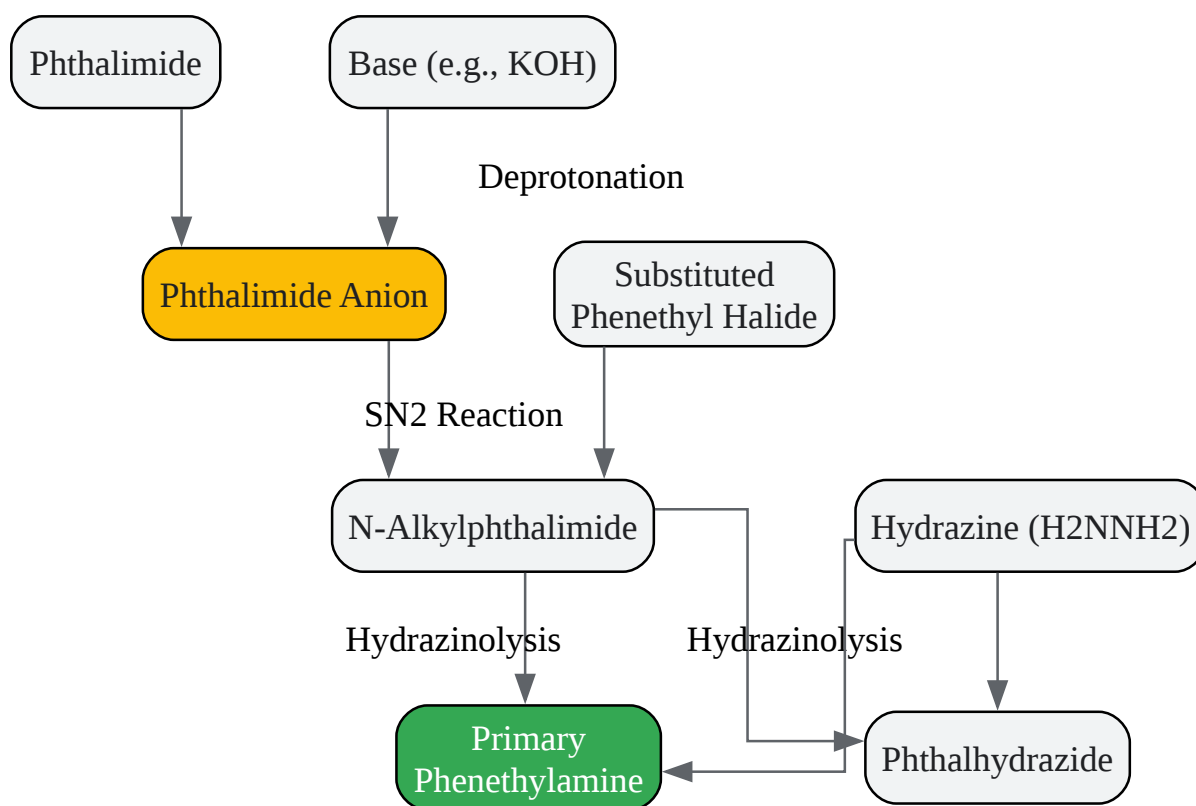 Phthalimide
Base (e.g., KOH)
Deprotonation
Phthalimide Anion
Substituted
Phenethyl Halide
SN2 Reaction
N-Alkylphthalimide
Hydrazine (H2NNH2)
Hydrazinolysis
Hydrazinolysis
Primary
Phenethylamine
Phthalhydrazide